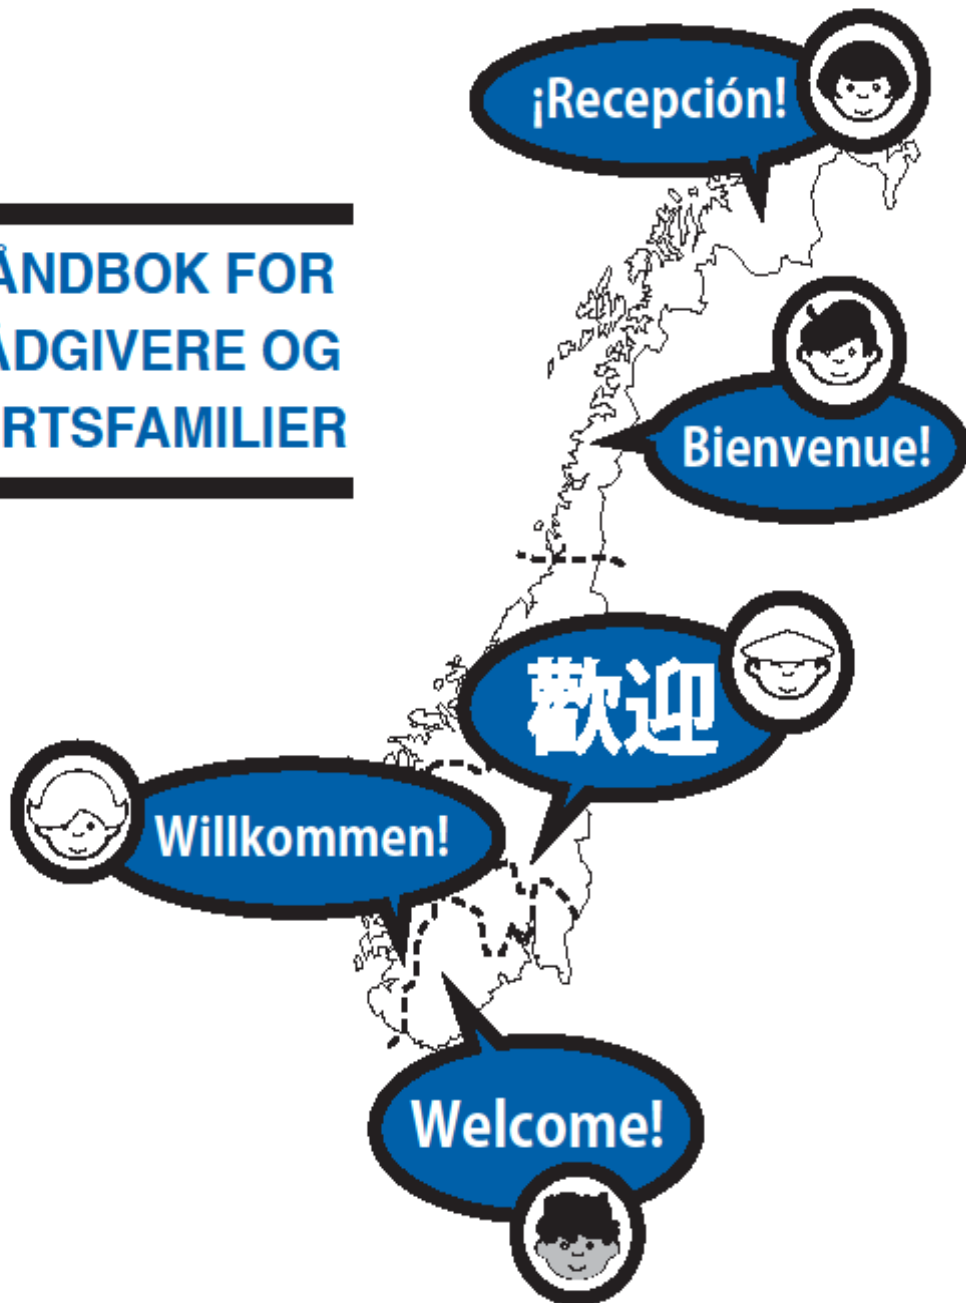 ¡Recepción!
ÅNDBOK FOR
ÅDGIVERE OG
RTSFAMILIER
Bienvenue!
歡迎
Willkommen!
Welcome!